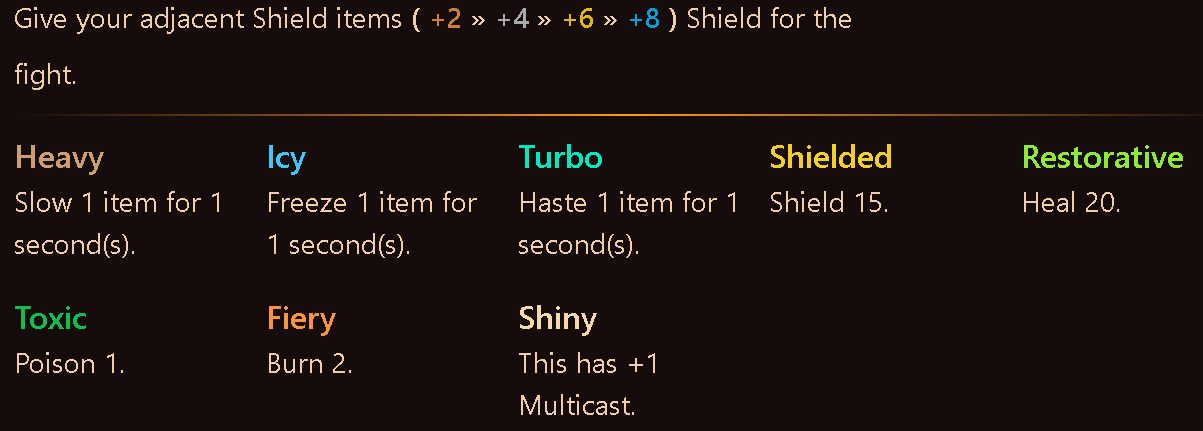 Give your adjacent Shield items ( +2 » +4 » +6 » +8 ) Shield for the
fight.
Heavy Icy Turbo Shielded Restorative
Slow 1 item for 1 Freeze 1 item for Haste 1 item for 1 Shield 15. Heal 20.
second(s). 1 second(s). second(s).
Toxic Fiery Shiny
Poison 1. Burn 2. This has +1
Multicast.